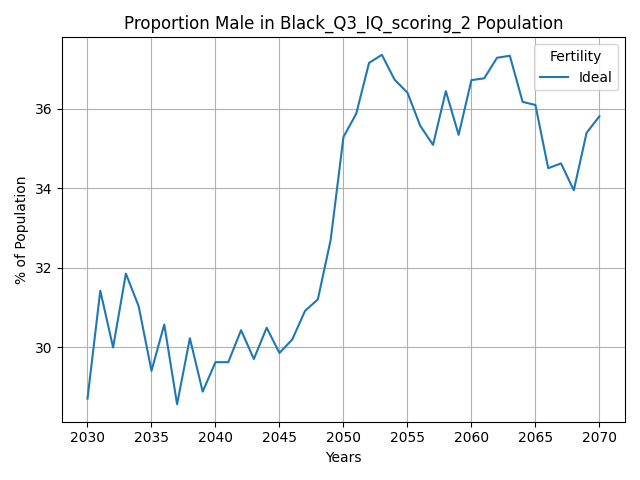 Proportion Male in Black_Q3_IQ_scoring_2 Population
Fertility
Ideal
% of Population
36
34
32
30
2030 2035 2040 2045 2050 2055 2060 2065 2070
Years